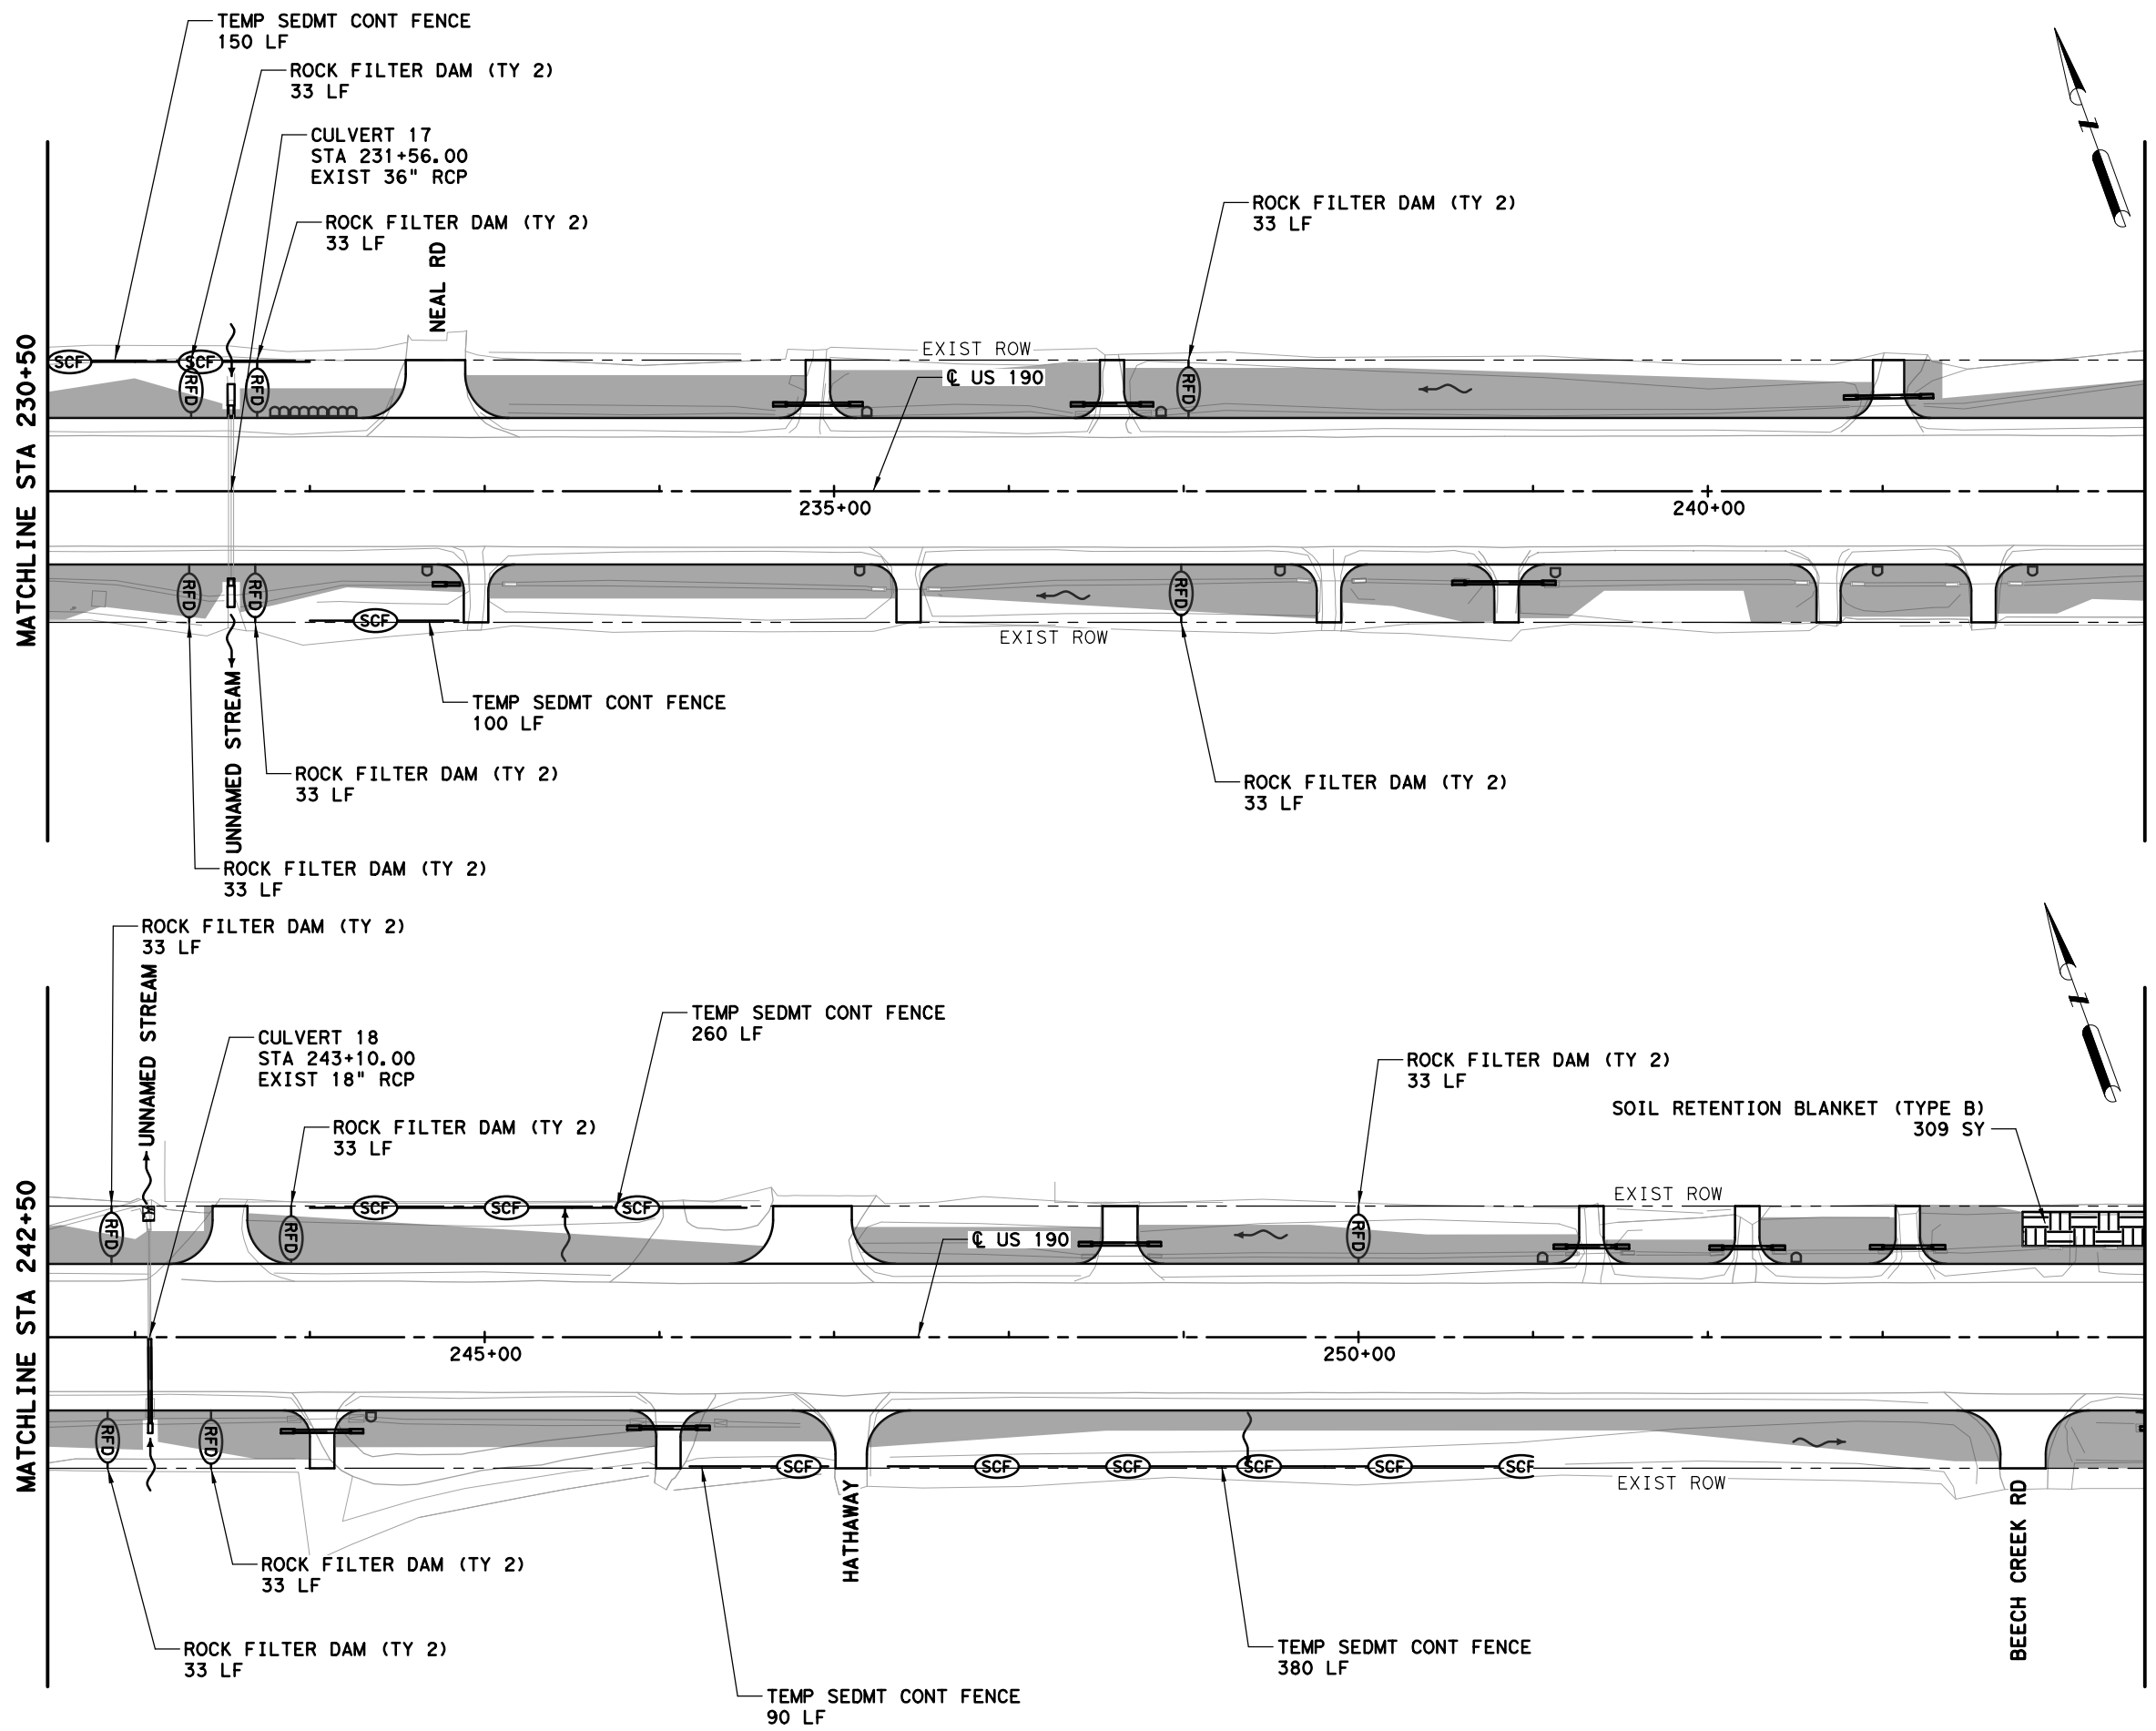 TEMP SEDMT CONT FENCE
150 LF
ROCK FILTER DAM (TY 2)
33 LF
CULVERT 17
STA 231+56.00
EXIST 36" RCP
ROCK FILTER DAM (TY 2)
33 LF
NEAL RD
ROCK FILTER DAM (TY 2)
33 LF
N
MATCHLINE STA 230+50
SCF
SCF
EXIST ROW
℄ US 190
RFD
RFD
RFD
235+00
240+00
RFD
RFD
RFD
SCF
EXIST ROW
UNNAMED STREAM
TEMP SEDMT CONT FENCE
100 LF
ROCK FILTER DAM (TY 2)
33 LF
ROCK FILTER DAM (TY 2)
33 LF
ROCK FILTER DAM (TY 2)
33 LF
ROCK FILTER DAM (TY 2)
33 LF
UNNAMED STREAM
CULVERT 18
STA 243+10.00
EXIST 18" RCP
ROCK FILTER DAM (TY 2)
33 LF
TEMP SEDMT CONT FENCE
260 LF
ROCK FILTER DAM (TY 2)
33 LF
SOIL RETENTION BLANKET (TYPE B)
309 SY
N
MATCHLINE STA 242+50
SCF
SCF
SCF
EXIST ROW
RFD
RFD
RFD
℄ US 190
245+00
250+00
RFD
RFD
SCF
SCF
SCF
SCF
SCF
SCF
EXIST ROW
HATHAWAY
BEECH CREEK RD
ROCK FILTER DAM (TY 2)
33 LF
ROCK FILTER DAM (TY 2)
33 LF
TEMP SEDMT CONT FENCE
380 LF
TEMP SEDMT CONT FENCE
90 LF